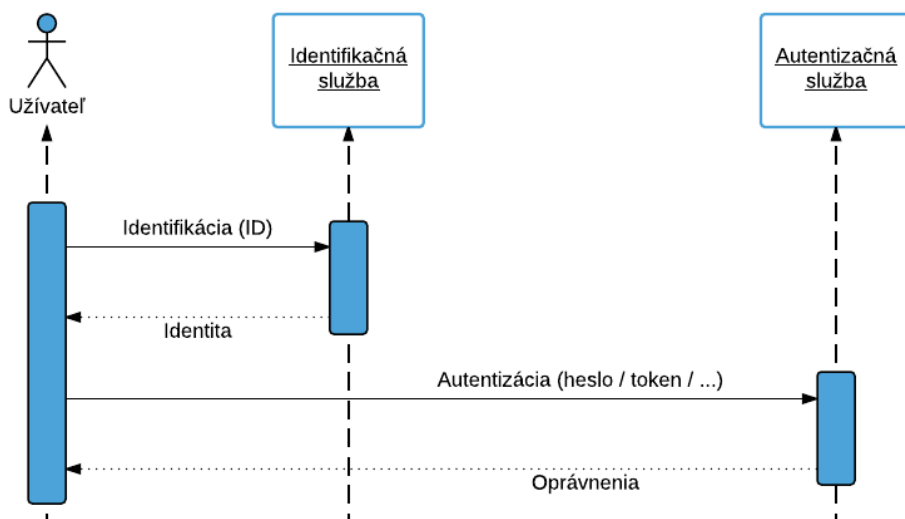 Užívateľ
Identifikačná
služba
Autentizačná
služba
Identifikácia (ID)
Identita
Autentizácia (heslo / token / ...)
Oprávnenia